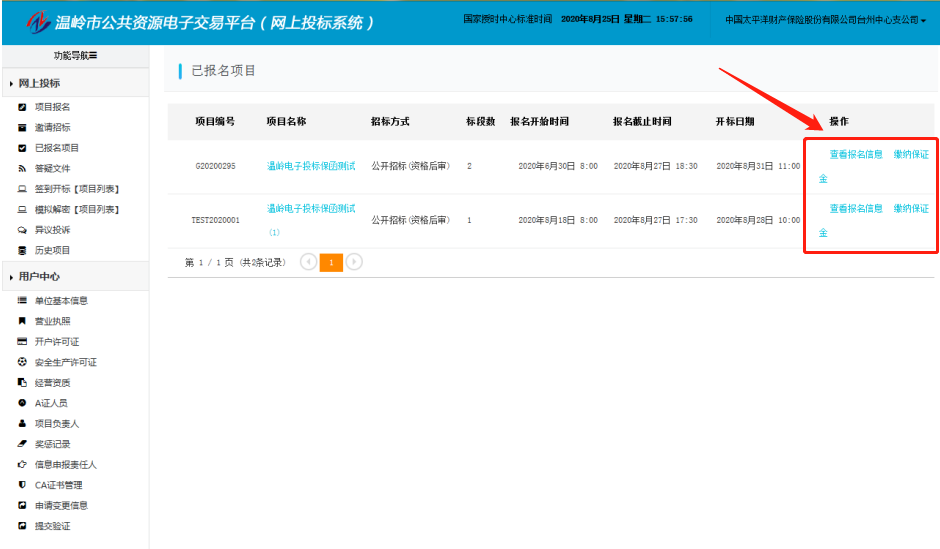 温岭市公共资源电子交易平台(网上投标系统)
国家授时中心标准时间 2020年8月25日 星期二 15:57:56
中国太平洋财产保险股份有限公司台州中心支公司
功能导航
网上投标
项目报名
邀请招标
已报名项目
答疑文件
签到开标【项目列表】
模拟解密【项目列表】
异议投诉
历史项目
用户中心
单位基本信息
营业执照
开户许可证
安全生产许可证
经营资质
A证人员
项目负责人
奖惩记录
信息申报责任人
CA证书管理
申请变更信息
提交验证
已报名项目
项目编号 项目名称 招标方式 标段数 报名开始时间 报名截止时间 开标日期 操作
G20200295 温岭电子投标保函测试 公开招标(资格后审) 2 2020年6月30日 8:00 2020年8月27日 18:30 2020年8月31日 11:00 查看报名信息 缴纳保证
金
TEST2020001 温岭电子投标保函测试 公开招标(资格后审) 1 2020年8月18日 8:00 2020年8月27日 17:30 2020年8月28日 10:00 查看报名信息 缴纳保证
(1) 金
第 1 / 1 页 (共2条记录) 1